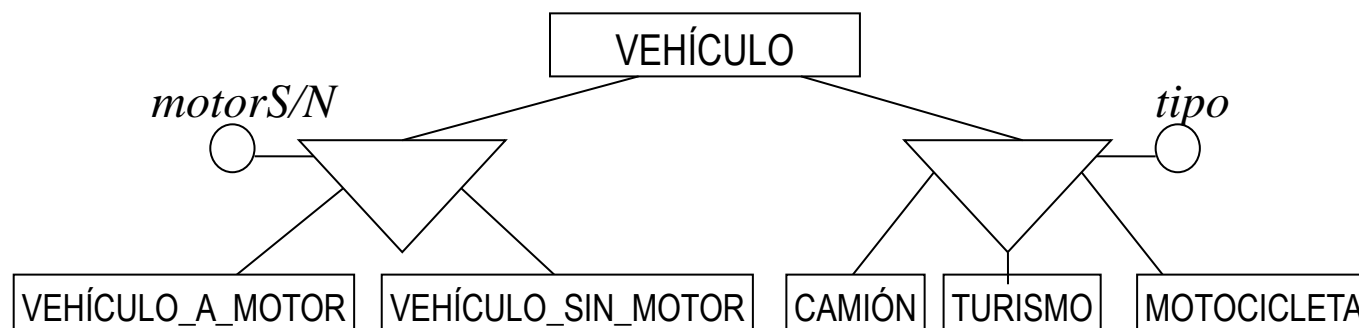 VEHÍCULO
motorS/N
tipo
VEHÍCULO_A_MOTOR
VEHÍCULO_SIN_MOTOR
CAMIÓN
TURISMO
MOTOCICLETA